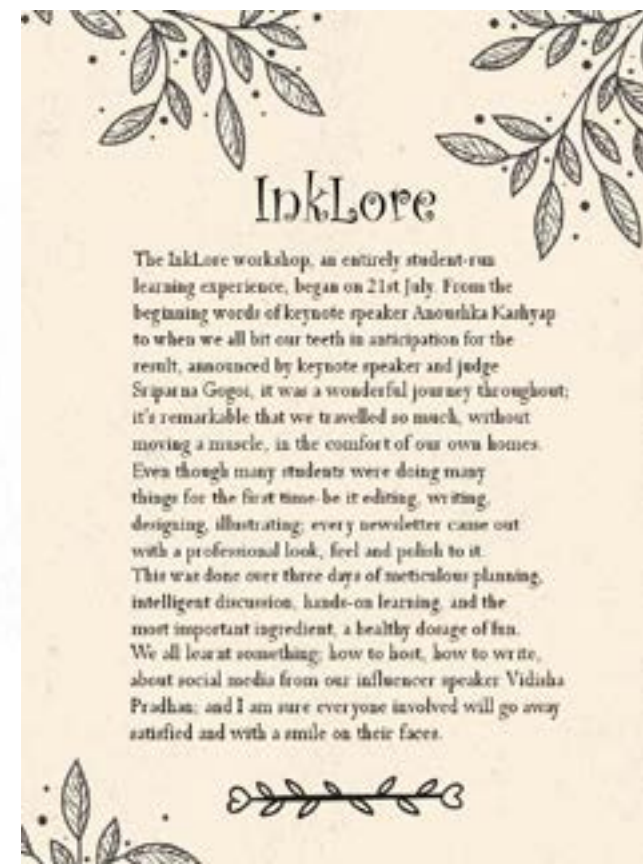 InkLore
The InkLore workshop, an entirely student-run
learning experience, began on 21st July. From the
beginning words of keynote speaker Anoushka Kashyap
to when we all bit our teeth in anticipation for the
result, announced by keynote speaker and judge
Sriparna Gogoi, it was a wonderful journey throughout;
it's remarkable that we travelled so much, without
moving a muscle, in the comfort of our own homes.
Even though many students were doing many
things for the first time-be it editing, writing,
designing, illustrating; every newsletter came out
with a professional look, feel and polish to it.
This was done over three days of meticulous planning,
intelligent discussion, hands-on learning, and the
most important ingredient, a healthy dosage of fun.
We all learnt something; how to host, how to write,
about social media from our influencer speaker Vidisha
Pradhan; and I am sure everyone involved will go away
satisfied and with a smile on their faces.